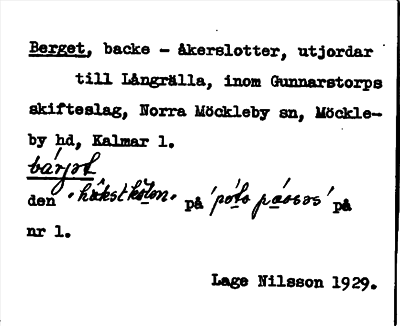 Berget, backe - åkerslotter, utjordar
till Långrälla, inom Gunnarstorps
skifteslag, Norra Möckleby sn, Möckle-
by hd, Kalmar l.
den på på
nr 1.
Lage Nilsson 1929.